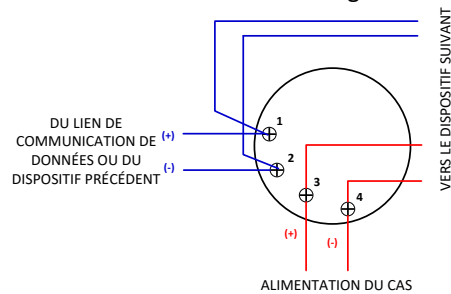 VERS LE DISPOSITIF SUIVANT
DU LIEN DE
COMMUNICATION DE
DONNÉES OU DU
DISPOSITIF PRÉCÉDENT
(+)
(-)
1
2
3
4
(+)
(-)
ALIMENTATION DU CAS